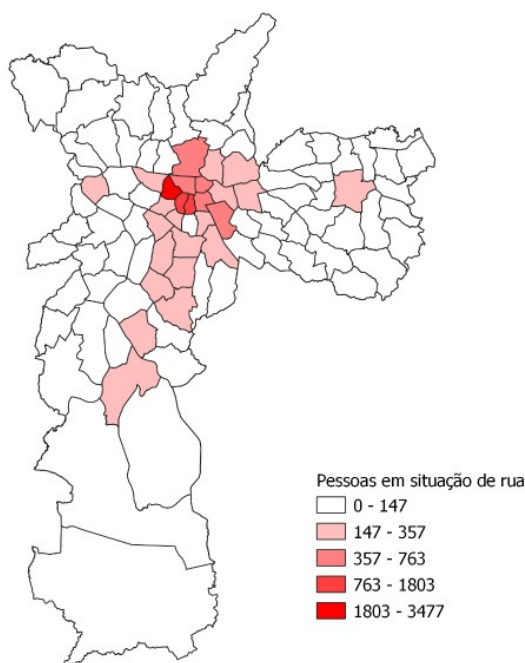 Pessoas em situação de rua
0 - 147
147 - 357
357 - 763
763 - 1803
1803 - 3477